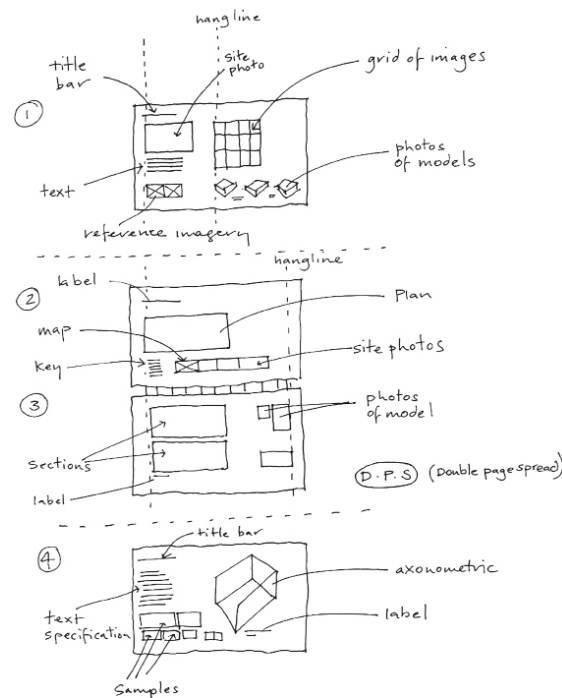 hangline
title
bar
site
photo
grid of images
1
photos
of models
text
reference imagery
hangline
label
2
Plan
map
site photos
Key
3
photos
of model
Sections
D.P.S (Double page spread)
label
title bar
4
axonometric
text
specification
label
Samples